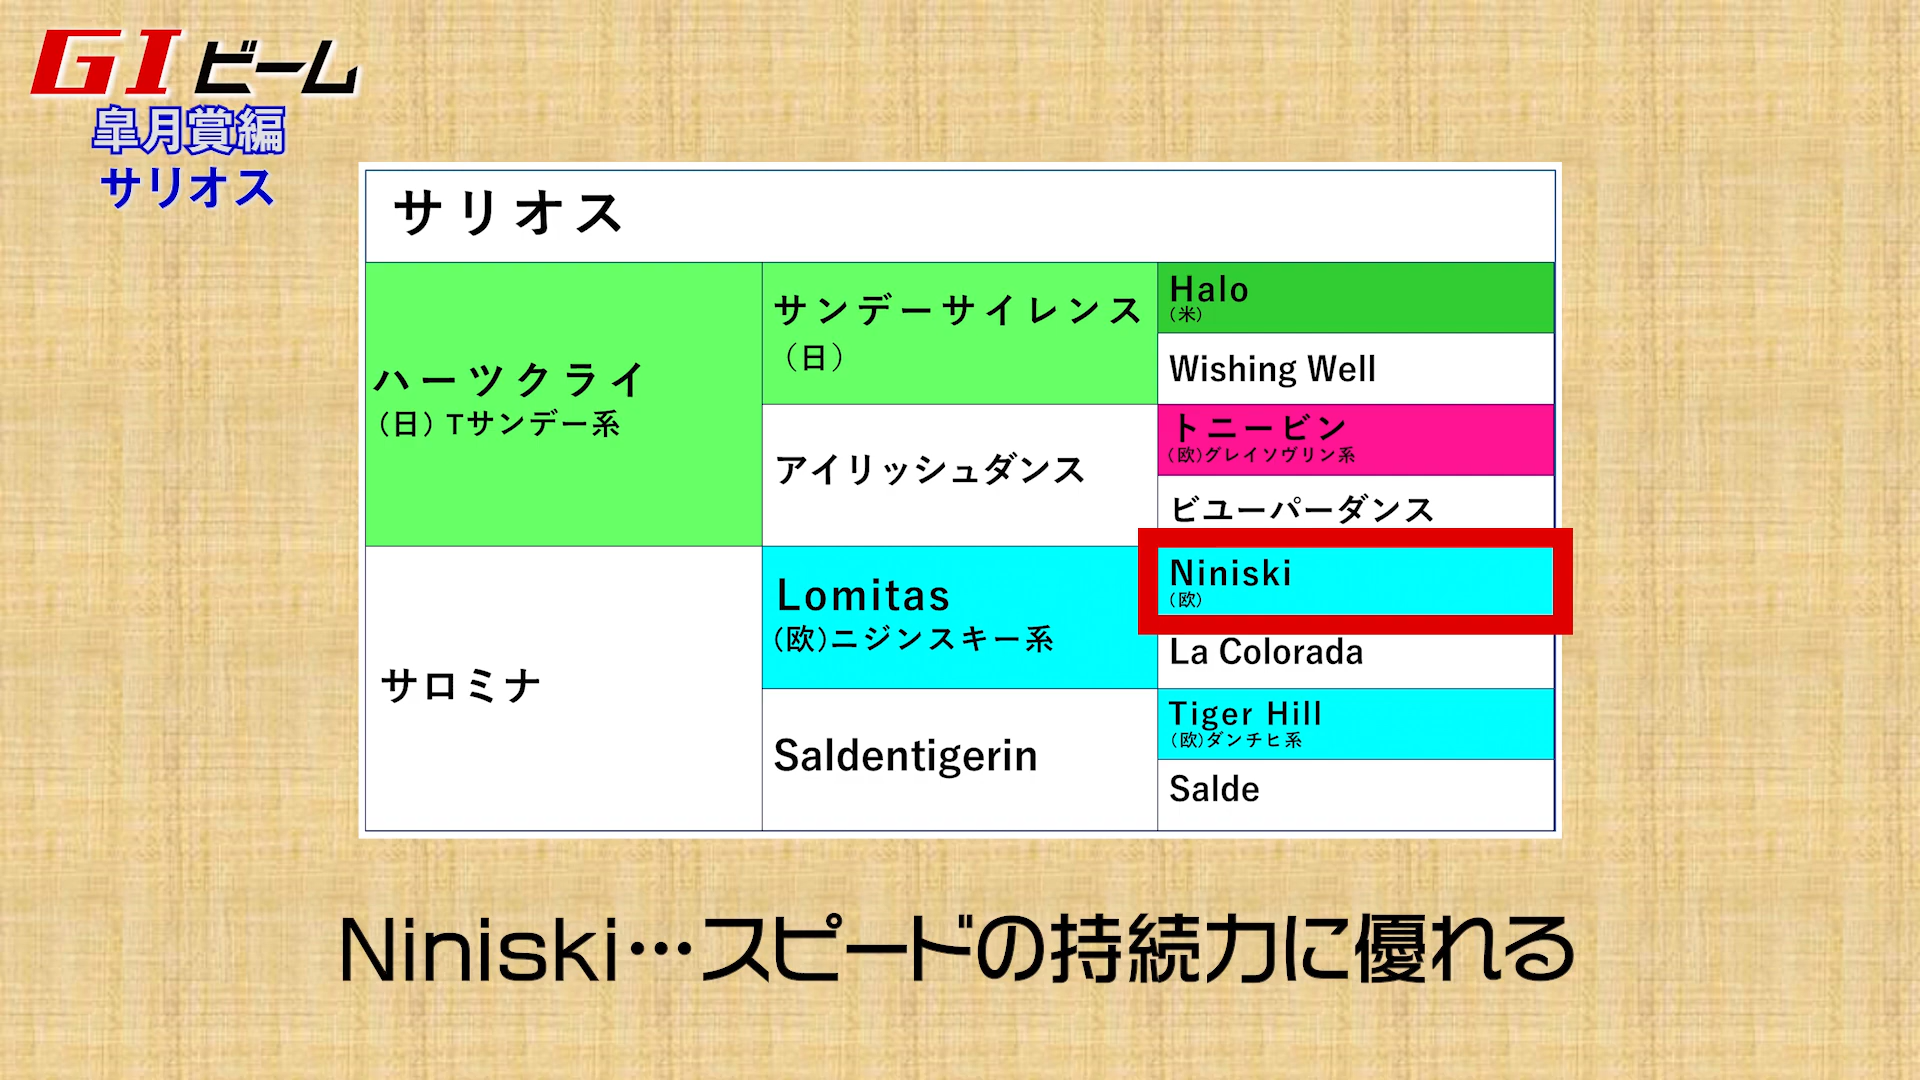 GIビーム
皐月賞編
サリオス
サリオス
ハーツクライ
(日) Tサンデー系
サンデーサイレンス
(日)
Halo
(米)
Wishing Well
アイリッシュダンス
トニービン
(欧)グレイソヴリン系
ビユーパーダンス
サロミナ
Lomitas
(欧)ニジンスキー系
Niniski
(欧)
La Colorada
Saldentigerin
Tiger Hill
(欧)ダンチヒ系
Salde
Niniski…スピードの持続力に優れる